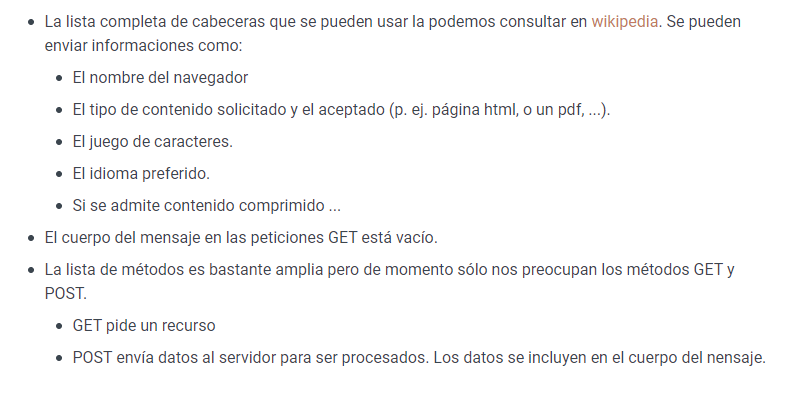 La lista completa de cabeceras que se pueden usar la podemos consultar en wikipedia. Se pueden
enviar informaciones como:
El nombre del navegador
El tipo de contenido solicitado y el aceptado (p. ej. página html, o un pdf, ...).
El juego de caracteres.
El idioma preferido.
Si se admite contenido comprimido ...
El cuerpo del mensaje en las peticiones GET está vacío.
La lista de métodos es bastante amplia pero de momento sólo nos preocupan los métodos GET y
POST.
GET pide un recurso
POST envía datos al servidor para ser procesados. Los datos se incluyen en el cuerpo del nensaje.